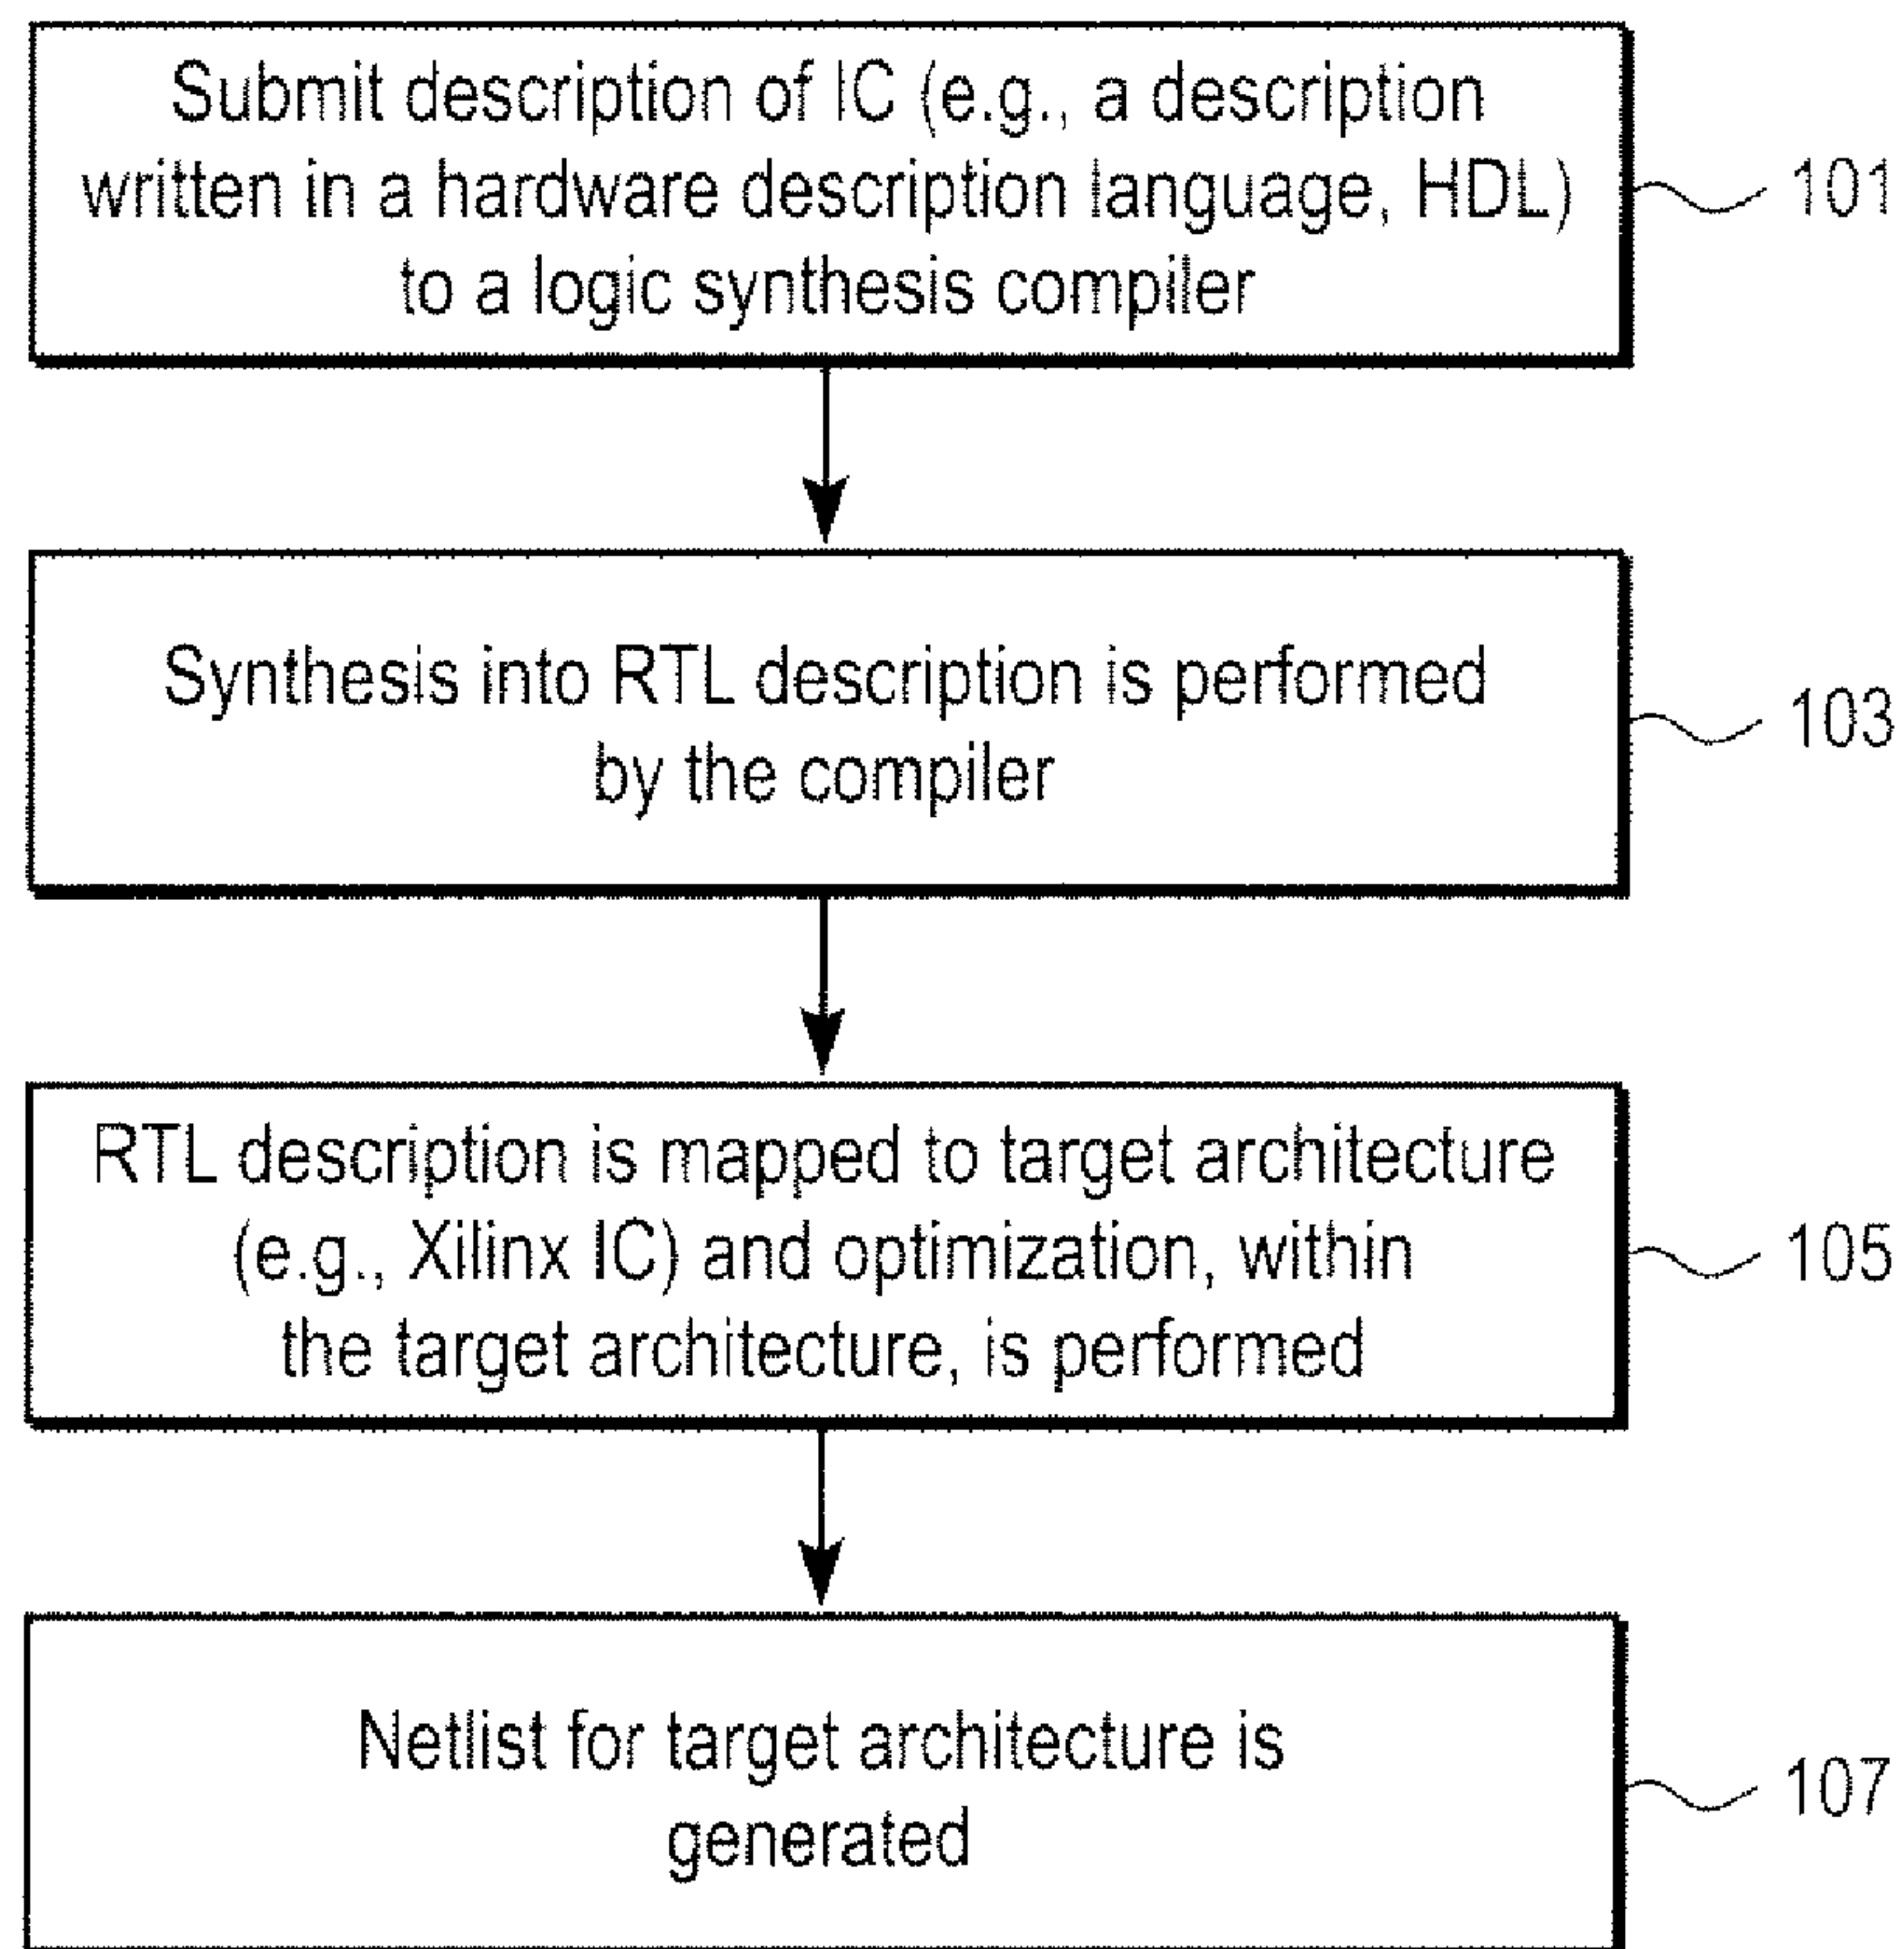 Submit description of IC (e.g., a description
written in a hardware description language, HDL)
to a logic synthesis compiler
101
Synthesis into RTL description is performed
by the compiler
103
RTL description is mapped to target architecture
(e.g., Xilinx IC) and optimization, within
the target architecture, is performed
105
Netlist for target architecture is
generated
107